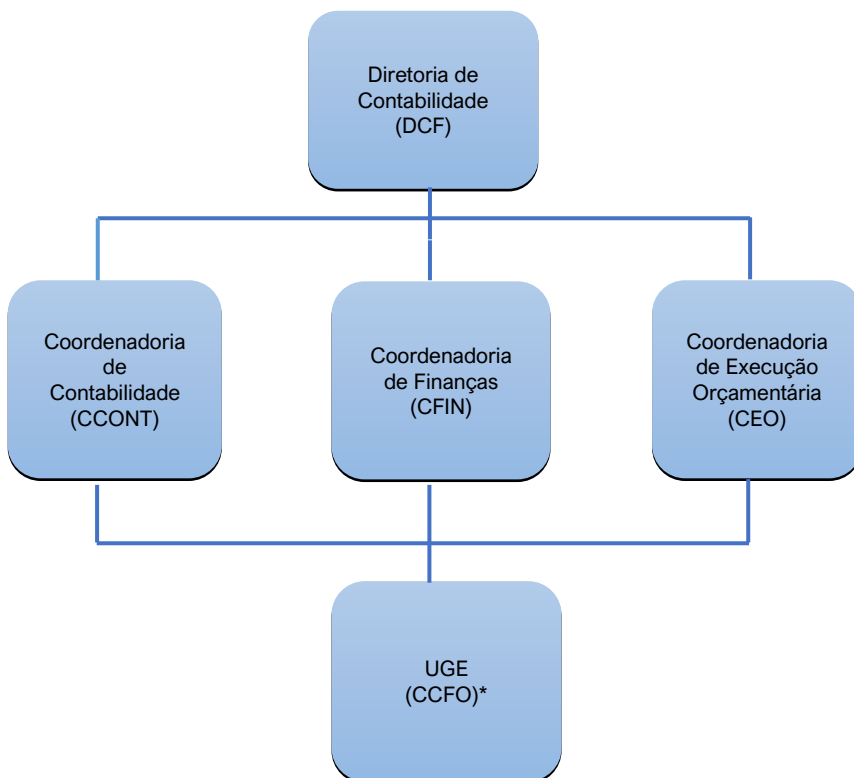 Diretoria de
Contabilidade
(DCF)
Coordenadoria
de
Contabilidade
(CCONT)
Coordenadoria
de Finanças
(CFIN)
Coordenadoria
de Execução
Orçamentária
(CEO)
UGE
(CCFO)*